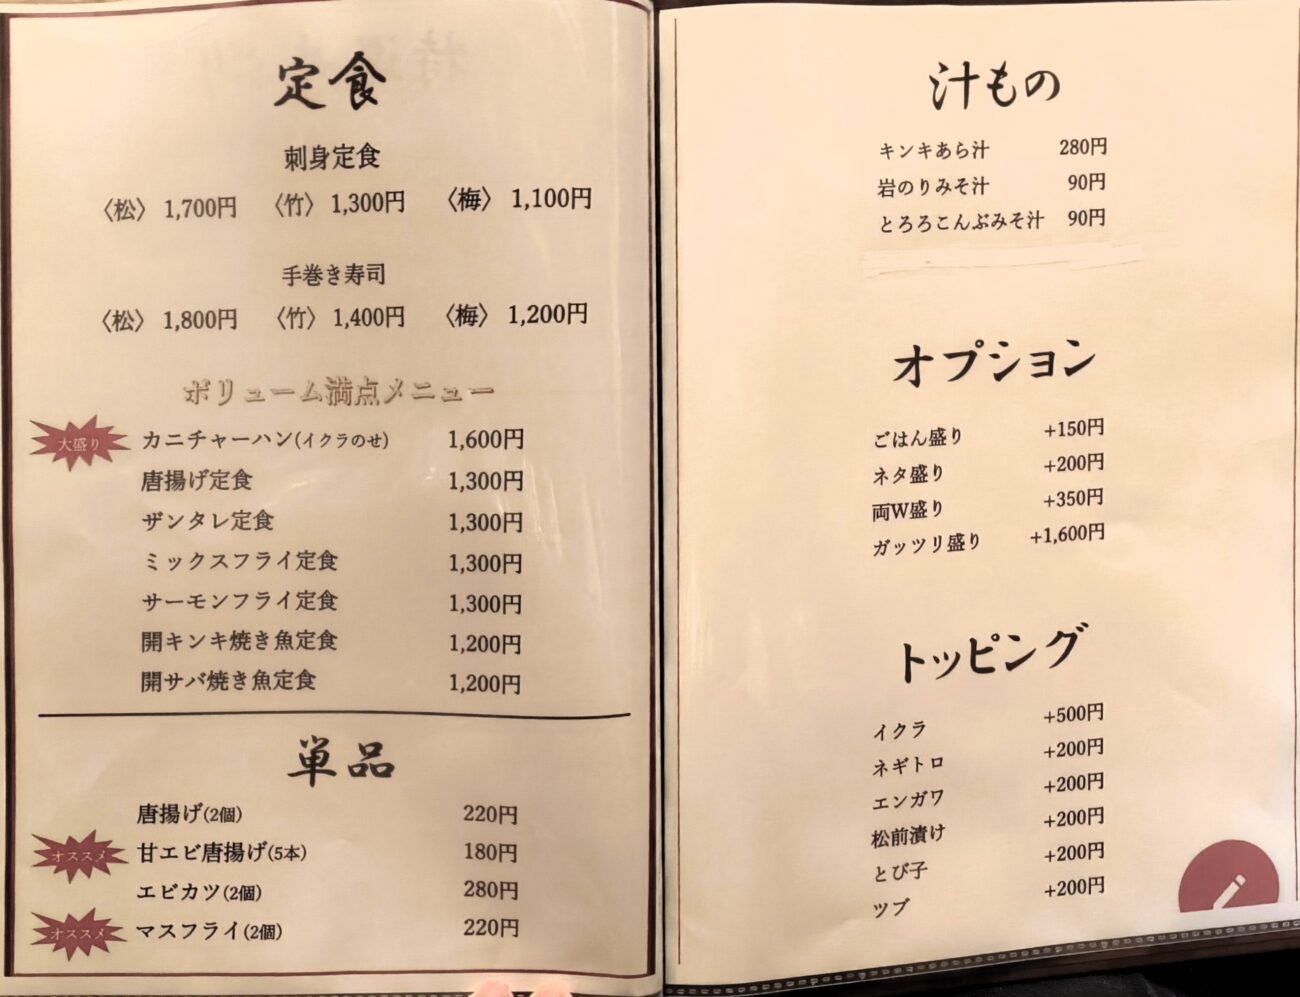 定食
刺身定食
〈松〉 1,700円 〈竹〉 1,300円 〈梅〉 1,100円
手巻き寿司
〈松〉 1,800円 〈竹〉 1,400円 〈梅〉 1,200円
ボリューム満点メニュー
大盛り カニチャーハン(イクラのせ) 1,600円
唐揚げ定食 1,300円
ザンタレ定食 1,300円
ミックスフライ定食 1,300円
サーモンフライ定食 1,300円
開キンキ焼き魚定食 1,200円
開サバ焼き魚定食 1,200円
単品
唐揚げ(2個) 220円
オススメ 甘エビ唐揚げ(5本) 180円
エビカツ(2個) 280円
オススメ マスフライ(2個) 220円
汁もの
キンキあら汁 280円
岩のりみそ汁 90円
とろろこんぶみそ汁 90円
オプション
ごはん盛り +150円
ネタ盛り +200円
両W盛り +350円
ガッツリ盛り +1,600円
トッピング
イクラ +500円
ネギトロ +200円
エンガワ +200円
松前漬け +200円
とび子 +200円
ツブ +200円